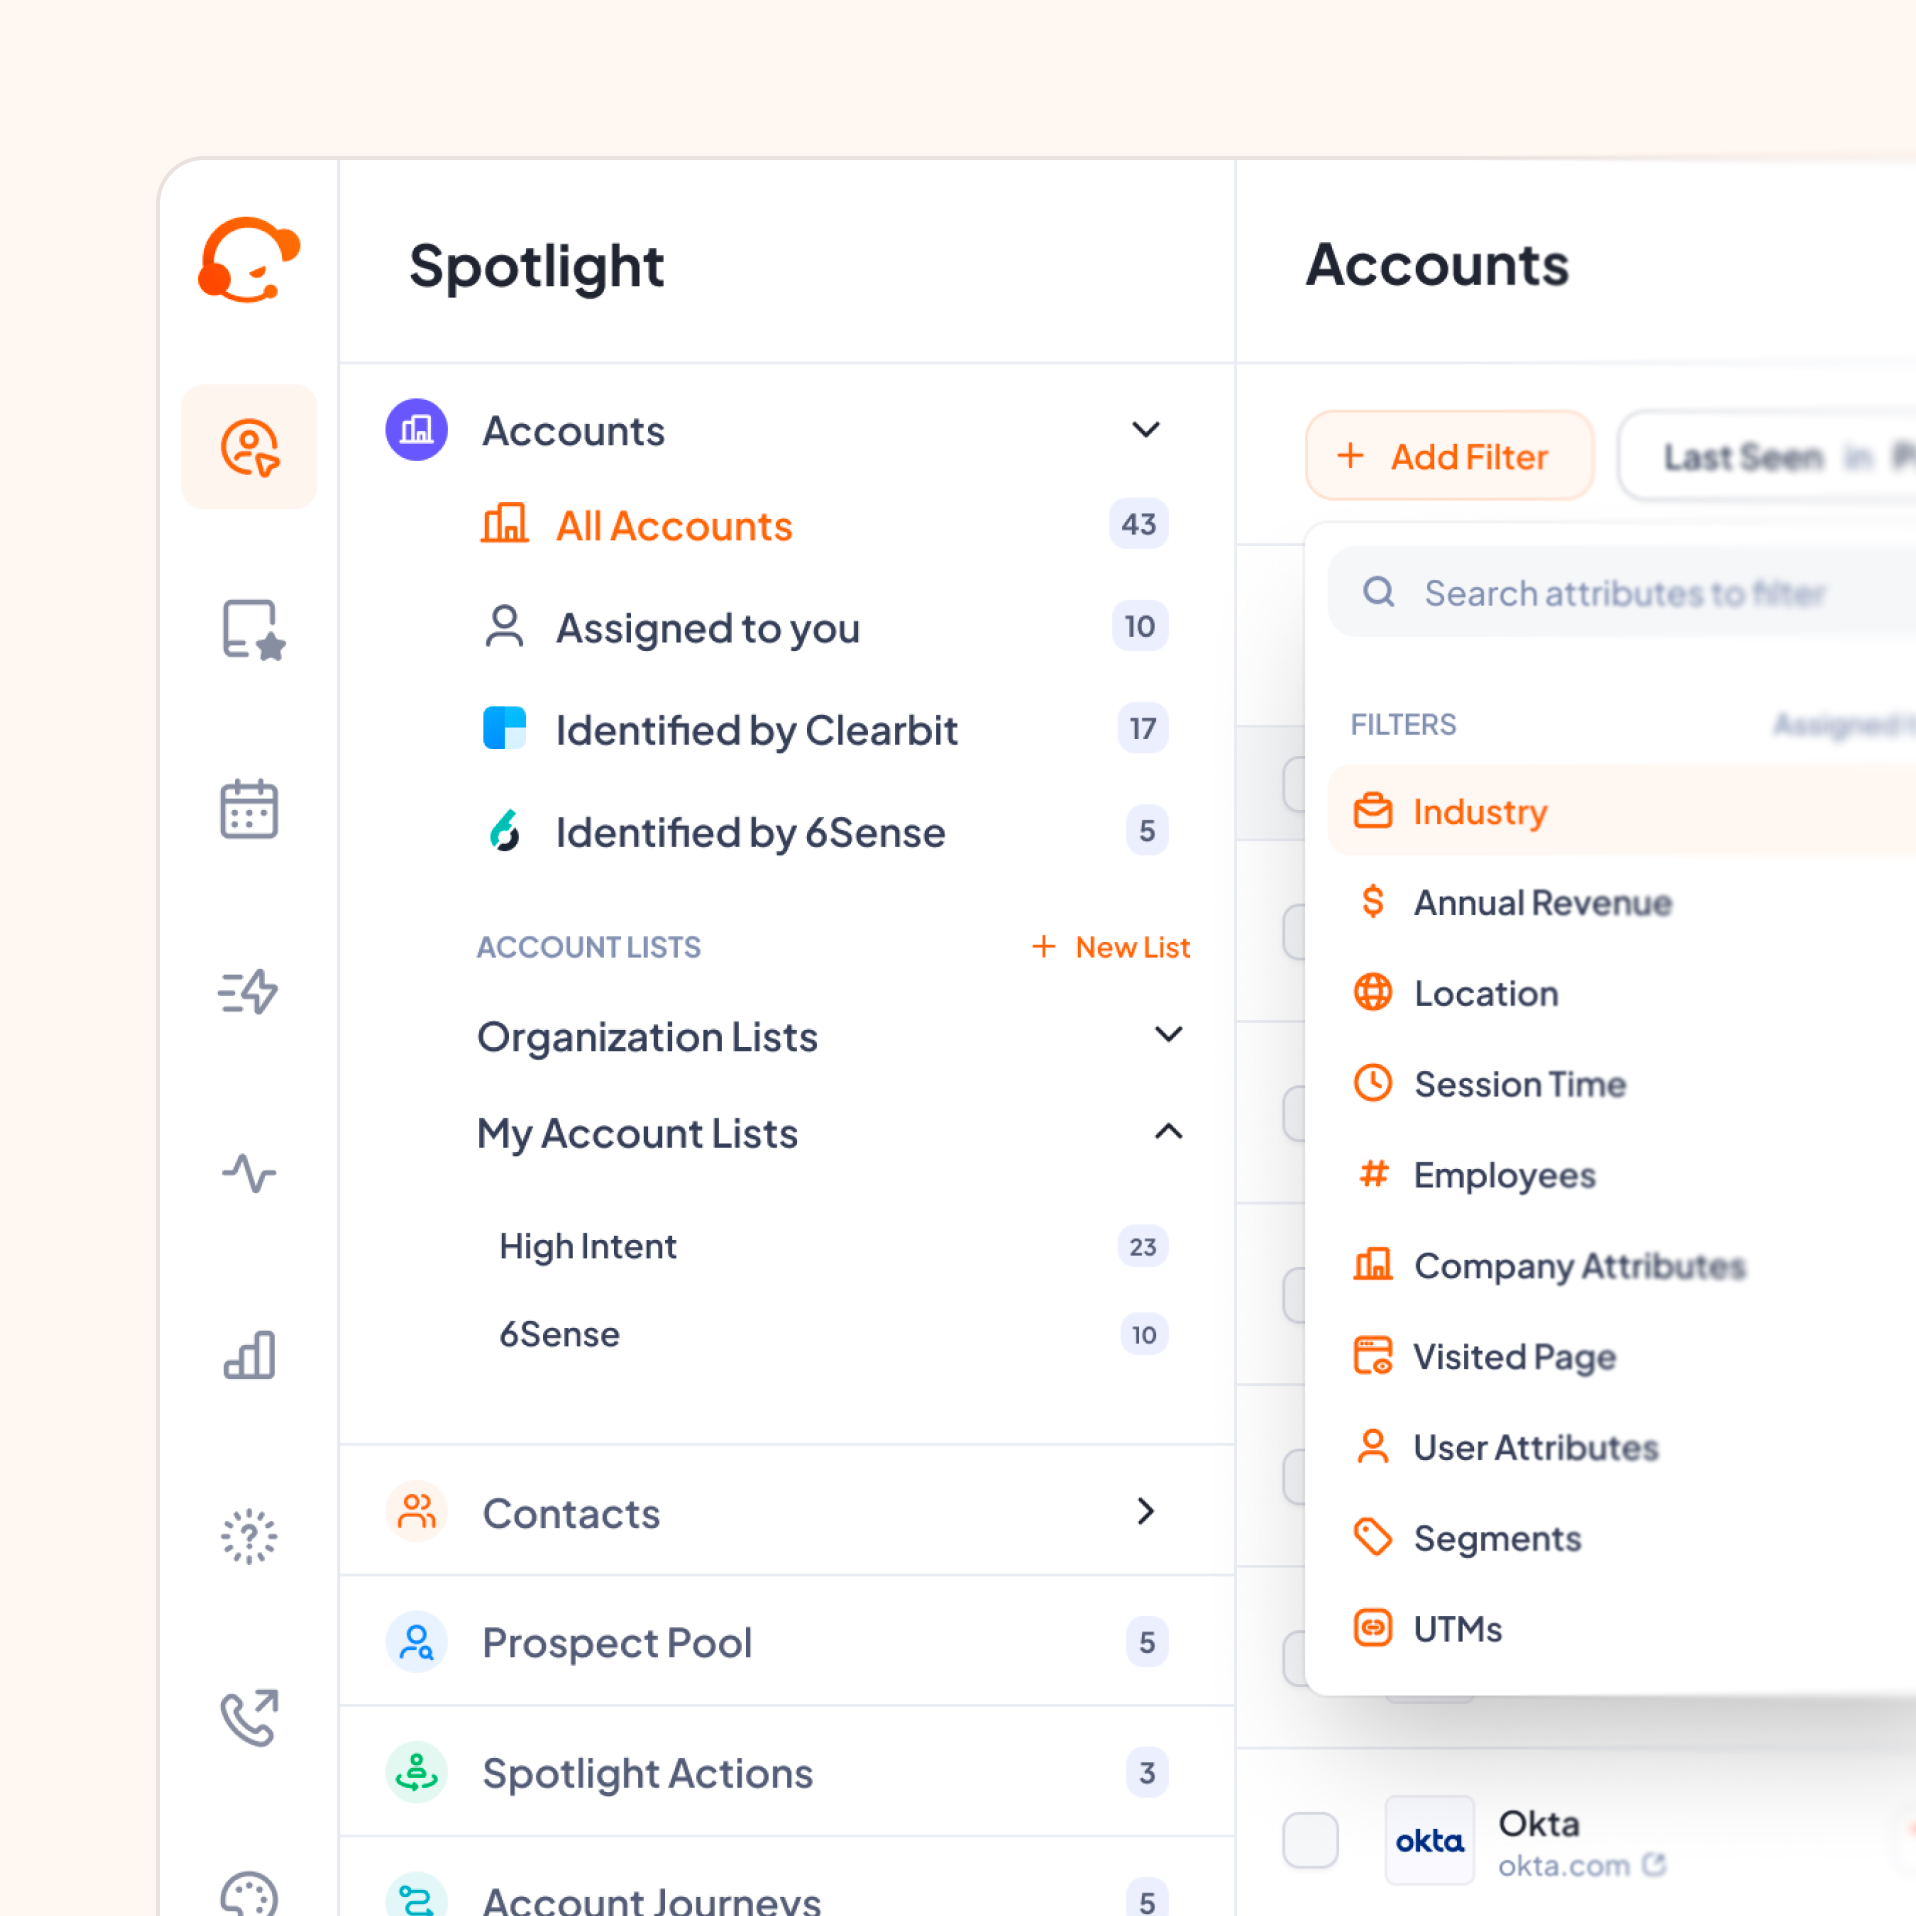 Spotlight
Accounts
All Accounts 43
Assigned to you 10
Identified by Clearbit 17
Identified by 6Sense 5
ACCOUNT LISTS + New List
Organization Lists
My Account Lists
High Intent 23
6Sense 10
Contacts
Prospect Pool 5
Spotlight Actions 3
Account Journeys 5
Accounts
+ Add Filter
Last Seen in
Search attributes to filter
FILTERS Assigned
Industry
$ Annual Revenue
Location
Session Time
# Employees
Company Attributes
Visited Page
User Attributes
Segments
UTMs
okta Okta
okta.com